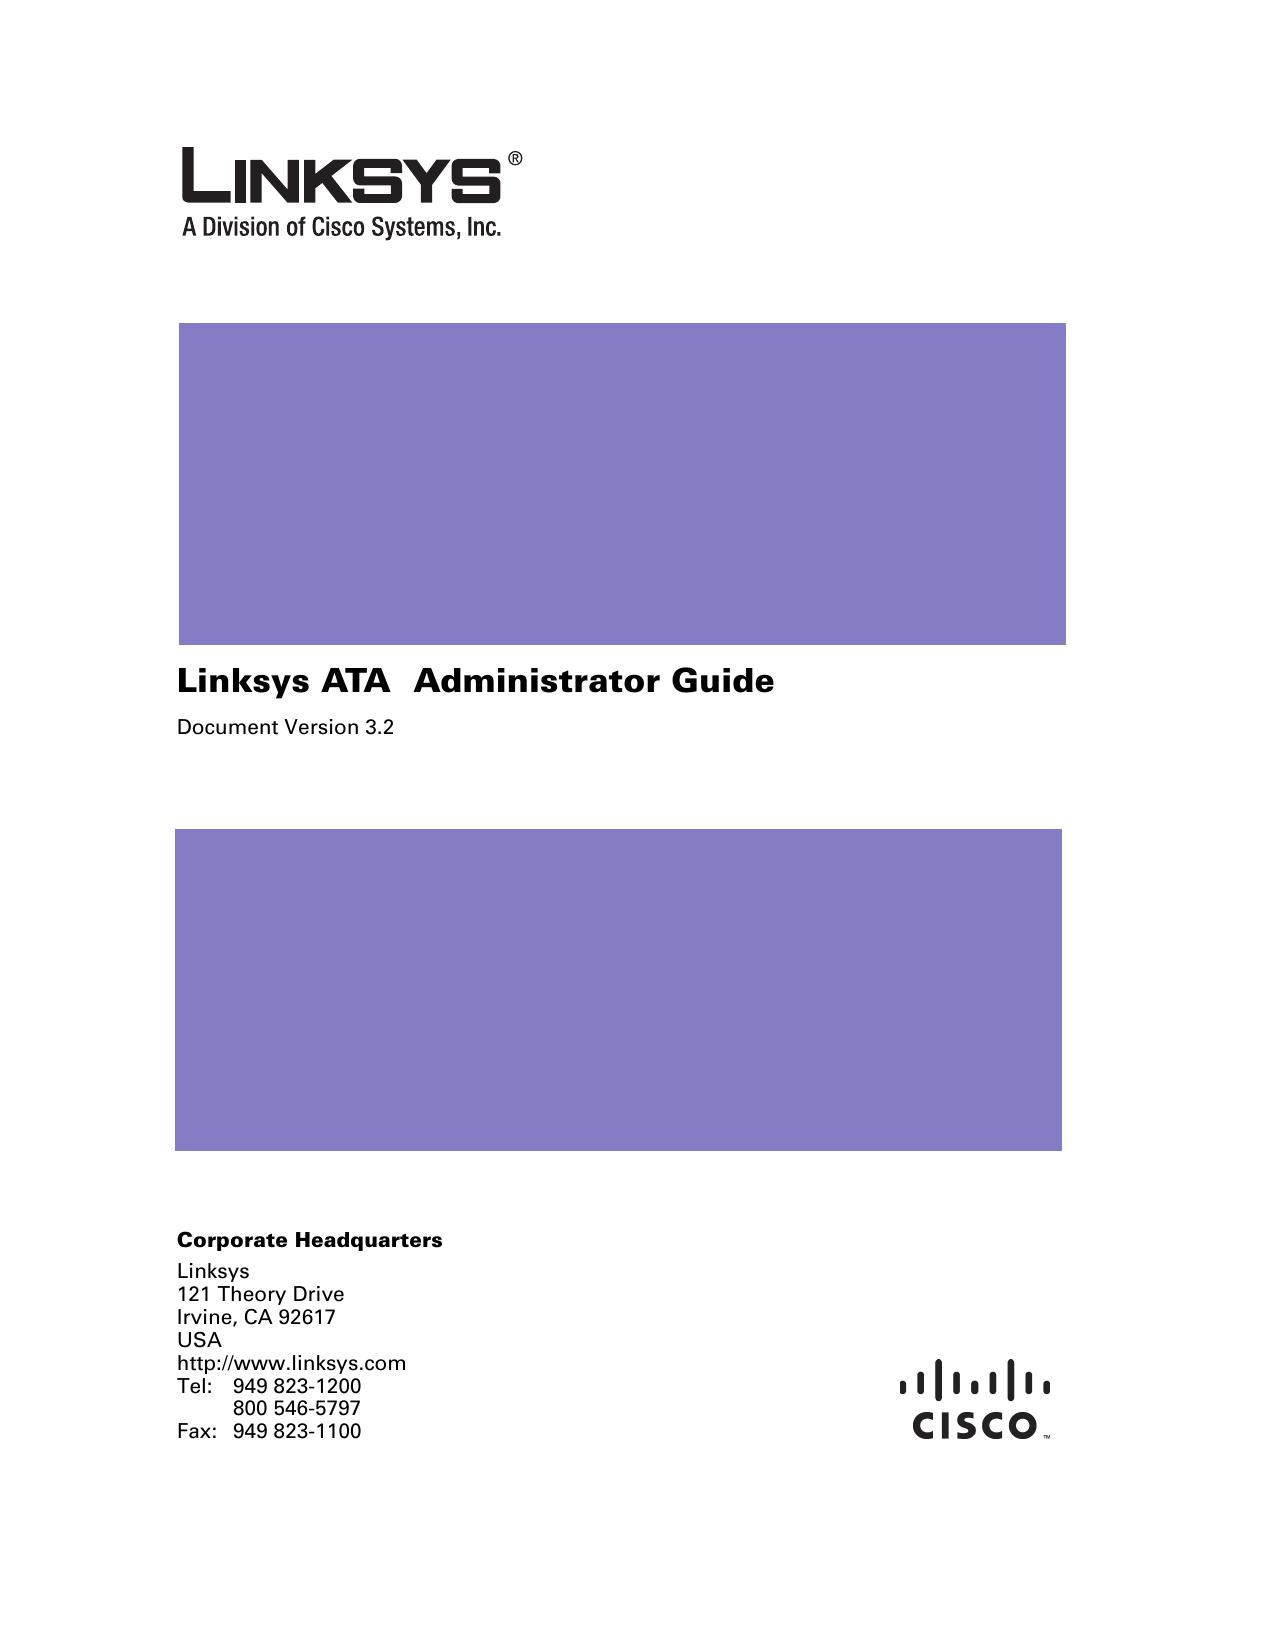 LINKSYS®
A Division of Cisco Systems, Inc.
Linksys ATA Administrator Guide
Document Version 3.2
Corporate Headquarters
Linksys
121 Theory Drive
Irvine, CA 92617
USA
http://www.linksys.com
Tel: 949 823-1200
800 546-5797
Fax: 949 823-1100
CISCO™